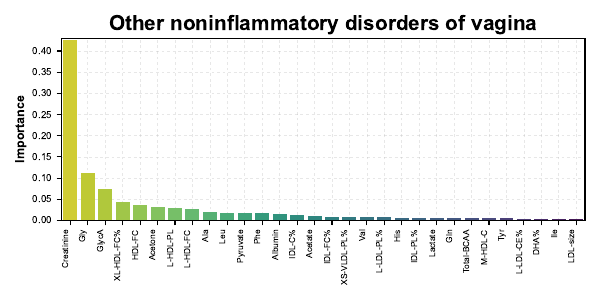 Other noninflammatory disorders of vagina
Importance
0.40
0.35
0.30
0.25
0.20
0.15
0.10
0.05
0.00
Creatinine
Gly
GlycA
XL-HDL-FC%
HDL-FC
Acetone
L-HDL-PL
L-HDL-FC
Ala
Leu
Pyruvate
Phe
Albumin
IDL-C%
Acetate
IDL-FC%
XS-VLDL-PL%
Val
L-LDL-PL%
His
IDL-PL%
Lactate
Gln
Total-BCAA
M-HDL-C
Tyr
L-LDL-CE%
DHA%
Ile
LDL-size